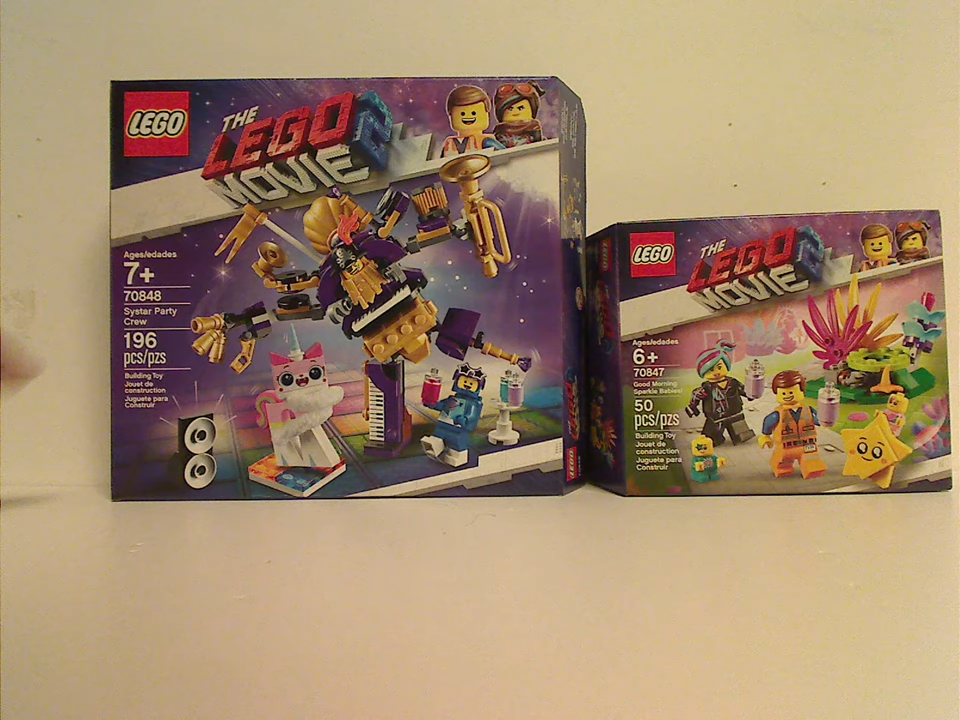 LEGO
THE
LEGO
MOVIE 2
Ages/edades
7+
70848
Systar Party
Crew
196
pcs/pzs
Building Toy
Jouet de
construction
Juguete para
Construir
LEGO
LEGO
THE
LEGO
MOVIE 2
Ages/edades
6+
70847
Good Morning
Sparkle Babies!
50
pcs/pzs
Building Toy
Jouet de
construction
Juguete para
Construir
LEGO